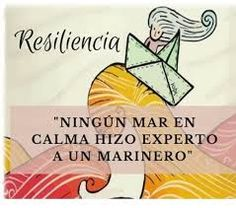 Resiliencia
"NINGÚN MAR EN
CALMA HIZO EXPERTO
A UN MARINERO"